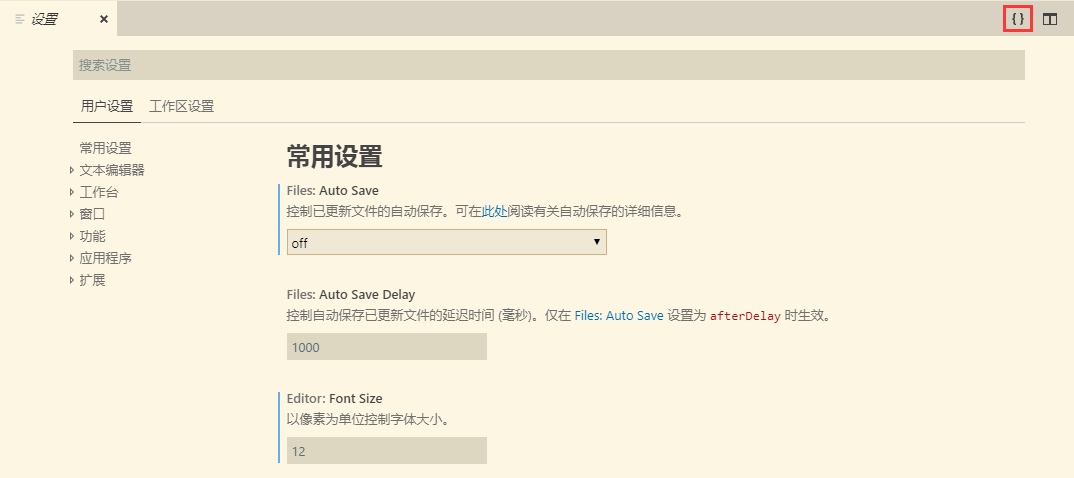 设置
{}
搜索设置
用户设置 工作区设置
常用设置
文本编辑器
工作台
窗口
功能
应用程序
扩展
常用设置
Files: Auto Save
控制已更新文件的自动保存。可在此处阅读有关自动保存的详细信息。
off
Files: Auto Save Delay
控制自动保存已更新文件的延迟时间 (毫秒)。仅在 Files: Auto Save 设置为 afterDelay 时生效。
1000
Editor: Font Size
以像素为单位控制字体大小。
12